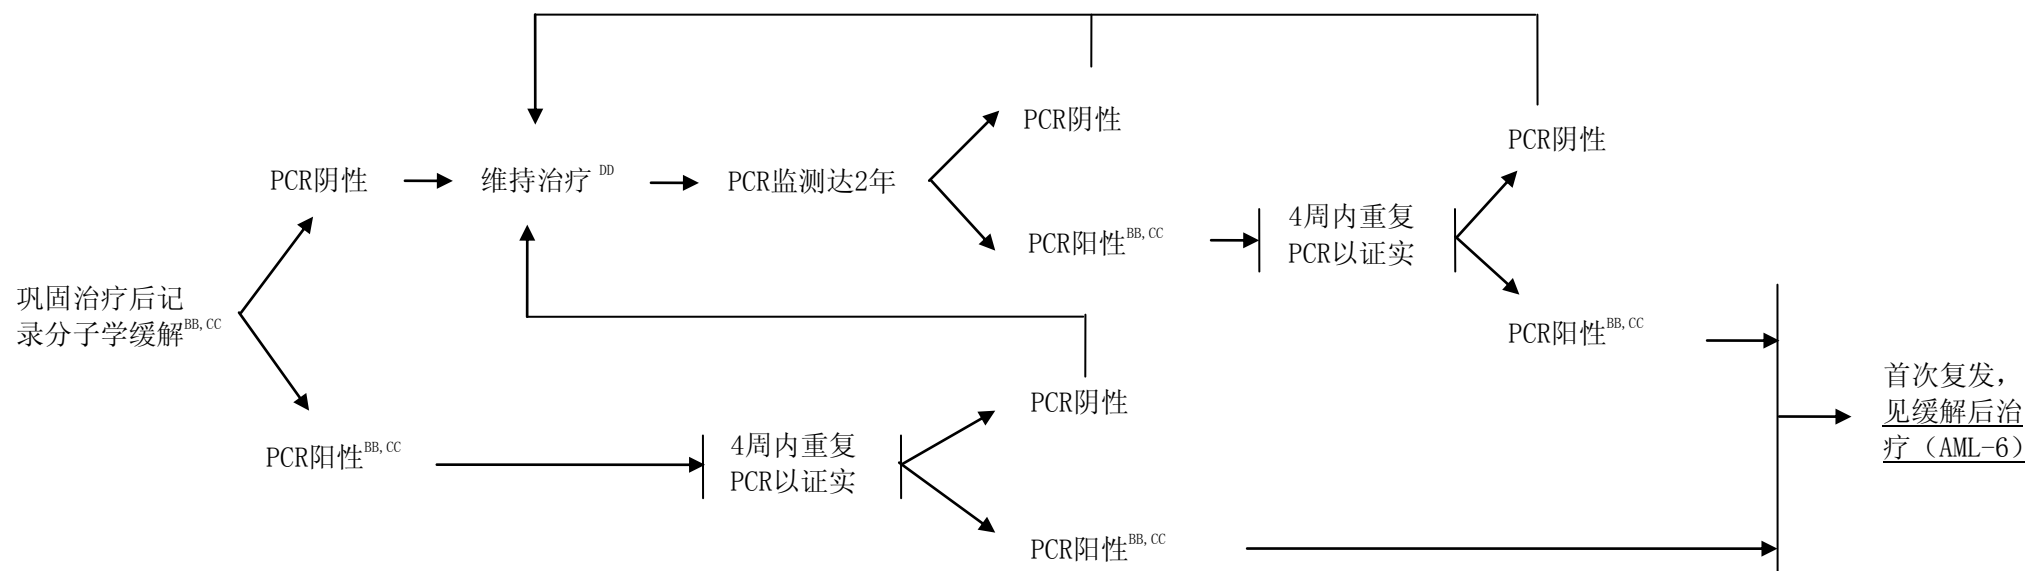 巩固治疗后记
录分子学缓解BB,CC
PCR阴性
维持治疗 DD
PCR监测达2年
PCR阴性
PCR阳性BB,CC
4周内重复
PCR以证实
PCR阴性
PCR阳性BB,CC
PCR阳性BB,CC
4周内重复
PCR以证实
PCR阴性
PCR阳性BB,CC
首次复发，
见缓解后治
疗（AML-6）